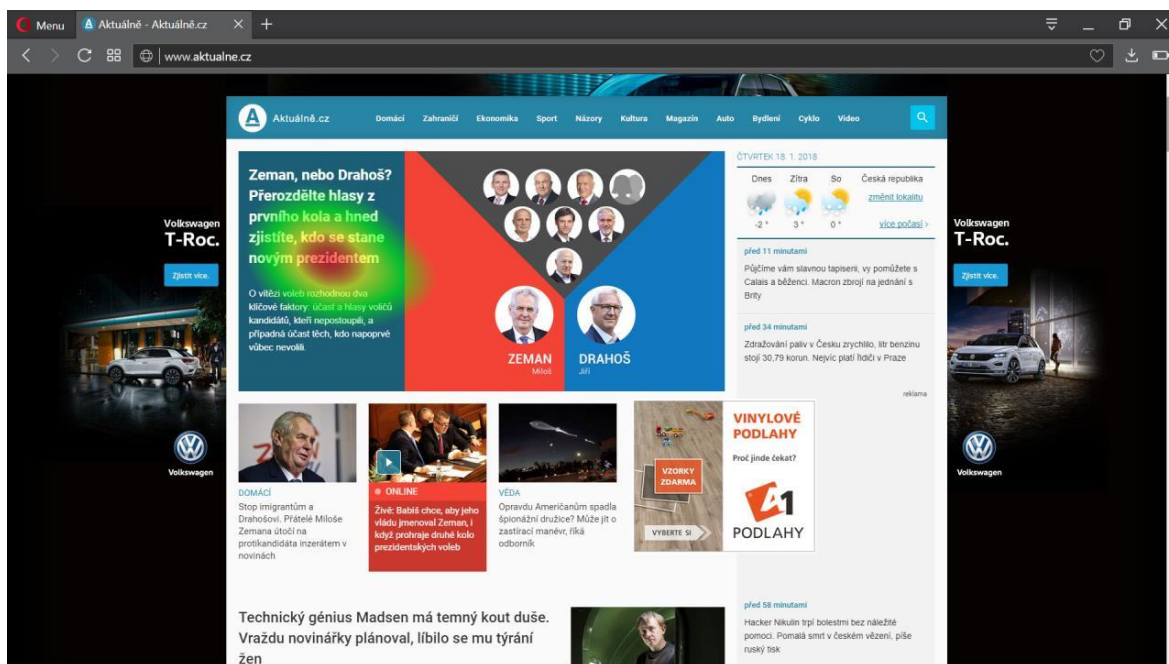 Menu
Aktuálně - Aktuálně.cz
www.aktualne.cz
Aktuálně.cz
Domácí Zahraničí Ekonomika Sport Názory Kultura Magazín Auto Bydlení Cyklo Video
Zeman, nebo Drahoš?
Přerozdělte hlasy z
prvního kola a hned
zjistíte, kdo se stane
novým prezidentem
O vítězi voleb rozhodnou dva
klíčové faktory: účast a hlasy voličů
kandidátů, kteří nepostoupili, a
případná účast těch, kdo napoprvé
vůbec nevolili.
ZEMAN
Miloš
DRAHOŠ
Jiří
ČTVRTEK 18. 1. 2018
Dnes Zítra So Česká republika
změnit lokalitu
-2 ° 3 ° 0 ° více počasí ›
před 11 minutami
Půjčíme vám slavnou tapiserii, vy pomůžete s
Calais a běženci. Macron zbrojí na jednání s
Brity
před 34 minutami
Zdražování paliv v Česku zrychlilo, litr benzinu
stojí 30,79 korun. Nejvíc platí řidiči v Praze
reklama
Volkswagen
T-Roc.
Zjistit více.
Volkswagen
Volkswagen
T-Roc.
Zjistit více.
Volkswagen
DOMÁCÍ
Stop imigrantům a
Drahošovi. Přátelé Miloše
Zemana útočí na
protikandidáta inzerátem v
novinách
ONLINE
Živě: Babiš chce, aby jeho
vládu jmenoval Zeman, i
když prohraje druhé kolo
prezidentských voleb
VĚDA
Opravdu Američanům spadla
špionážní družice? Může jít o
zastírací manévr, říká
odborník
VZORKY
ZDARMA
VYBERTE SI
VINYLOVÉ
PODLAHY
Proč jinde čekat?
A1
PODLAHY
Technický génius Madsen má temný kout duše.
Vraždu novinářky plánoval, líbilo se mu týrání
žen
před 58 minutami
Hacker Nikulin trpí bolestmi bez náležité
pomoci. Pomalá smrt v českém vězení, píše
ruský tisk